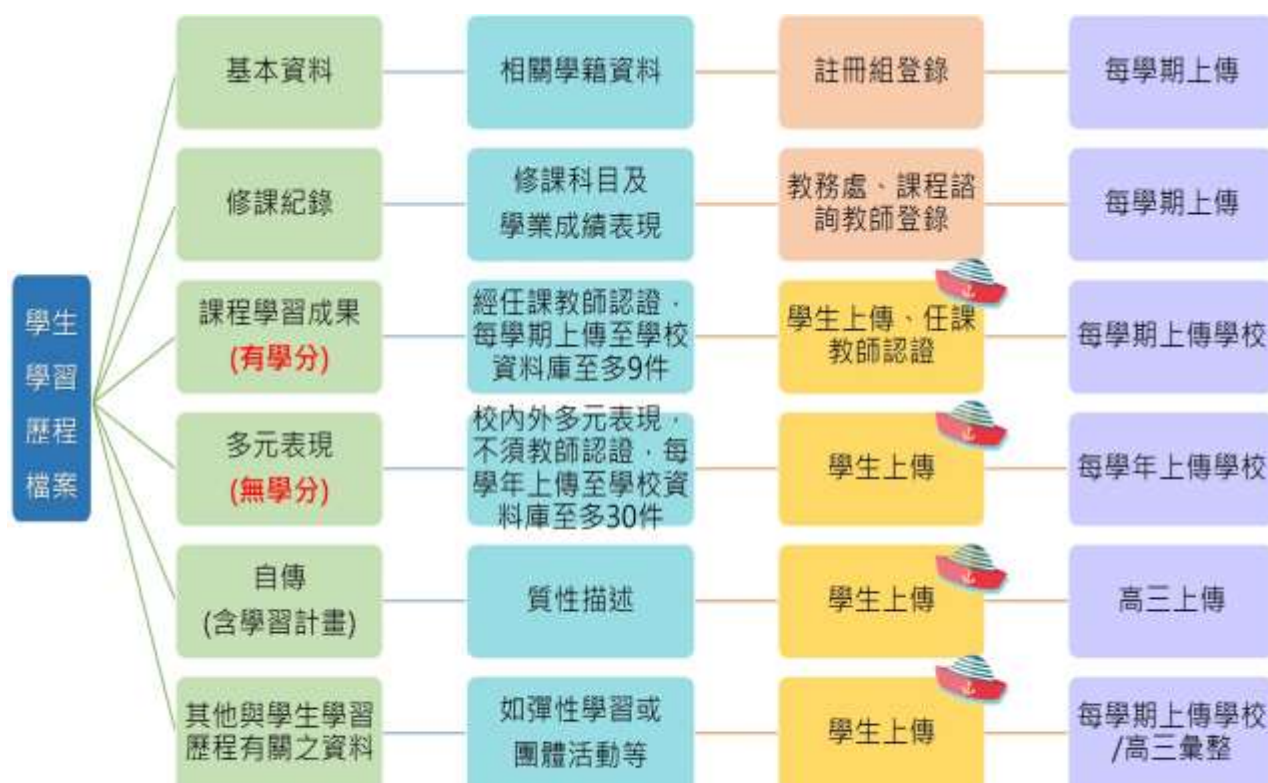 學生
學習
歷程
檔案
基本資料
相關學籍資料
註冊組登錄
每學期上傳
修課紀錄
修課科目及
學業成績表現
教務處、課程諮
詢教師登錄
每學期上傳
課程學習成果
(有學分)
經任課教師認證，
每學期上傳至學校
資料庫至多9件
學生上傳、任課
教師認證
每學期上傳學校
多元表現
(無學分)
校內外多元表現，
不須教師認證，每
學年上傳至學校資
料庫至多30件
學生上傳
每學年上傳學校
自傳
(含學習計畫)
質性描述
學生上傳
高三上傳
其他與學生學習
歷程有關之資料
如彈性學習或
團體活動等
學生上傳
每學期上傳學校
/高三彙整